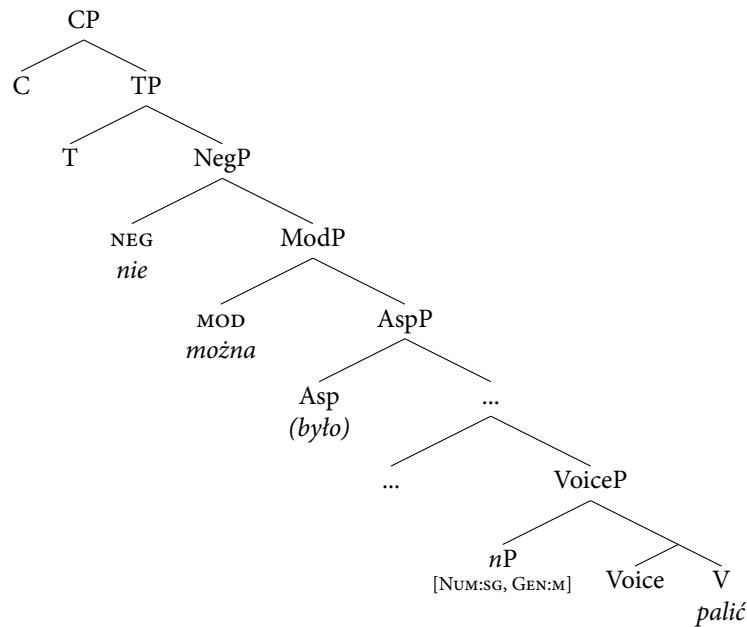 CP
C TP
T NegP
NEG ModP
nie
MOD AspP
można
Asp ...
(było)
... VoiceP
nP Voice V
[NUM:SG, GEN:M]
palić